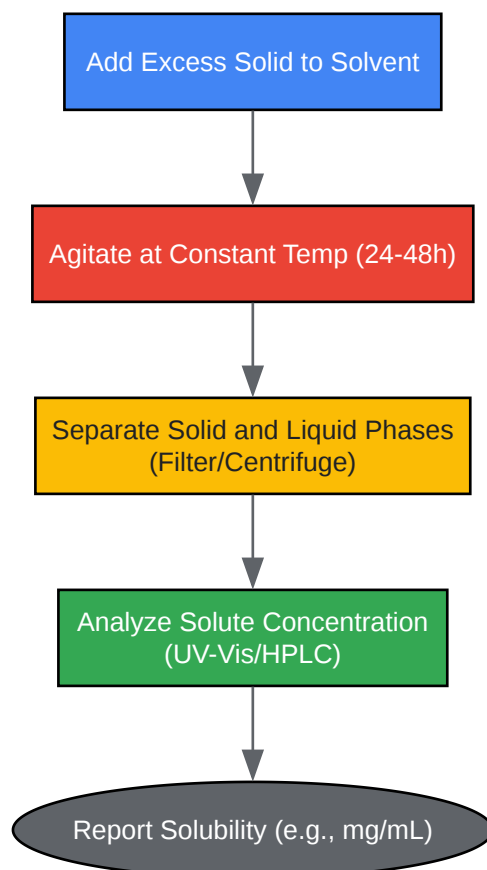 Add Excess Solid to Solvent
Agitate at Constant Temp (24-48h)
Separate Solid and Liquid Phases
(Filter/Centrifuge)
Analyze Solute Concentration
(UV-Vis/HPLC)
Report Solubility (e.g., mg/mL)